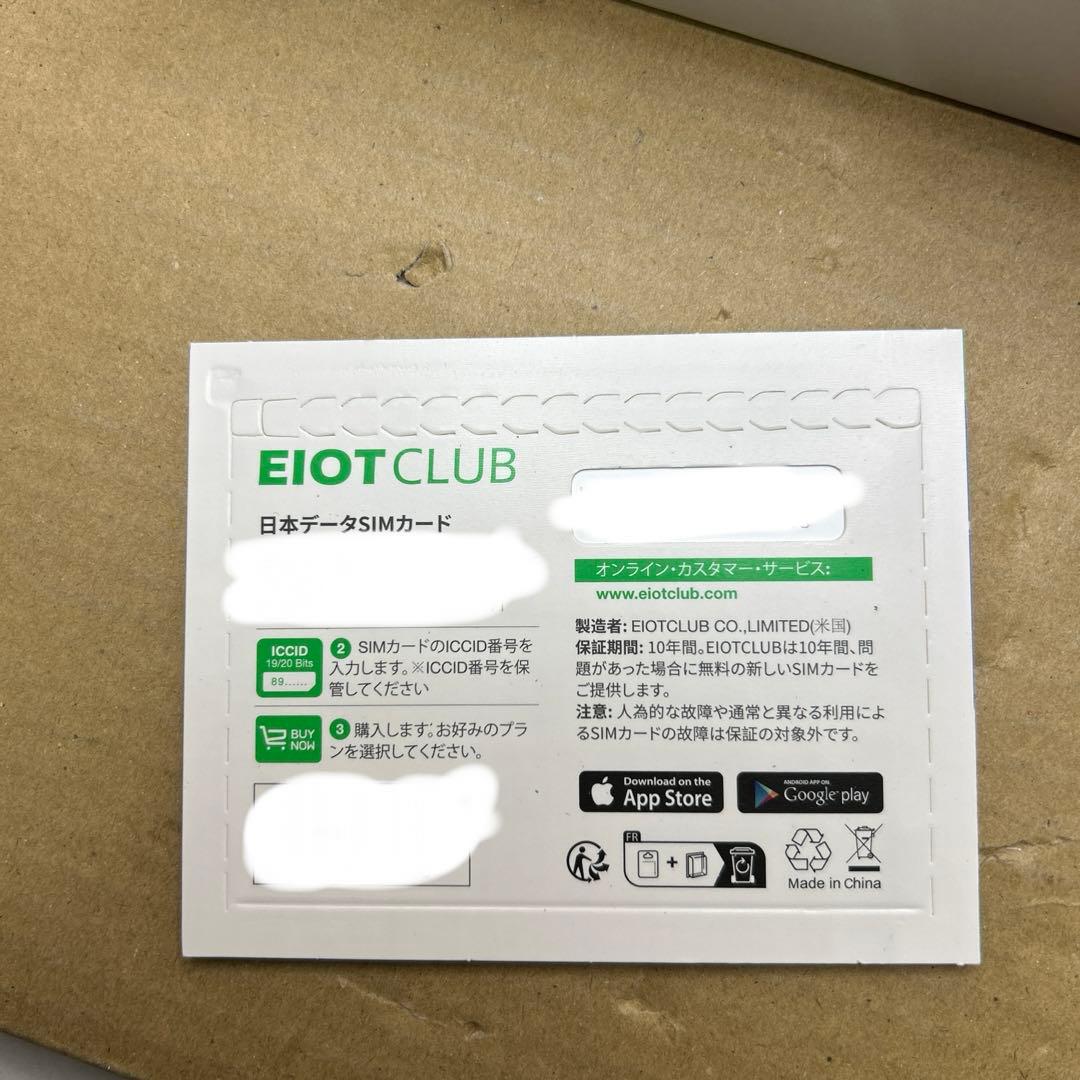 EIOTCLUB
日本データSIMカード
ICCID
19/20 Bits
89......
❷ SIMカードのICCID番号を
入力します。※ICCID番号を保
管してください
BUY
NOW
❸ 購入します。お好みのプラ
ンを選択してください。
オンライン・カスタマー・サービス:
www.eiotclub.com
製造者: EIOTCLUB CO.,LIMITED(米国)
保証期間: 10年間。EIOTCLUBは10年間、問
題があった場合に無料の新しいSIMカードを
ご提供します。
注意: 人為的な故障や通常と異なる利用によ
るSIMカードの故障は保証の対象外です。
Download on the
App Store
ANDROID APP ON
Google play
FR
Made in China